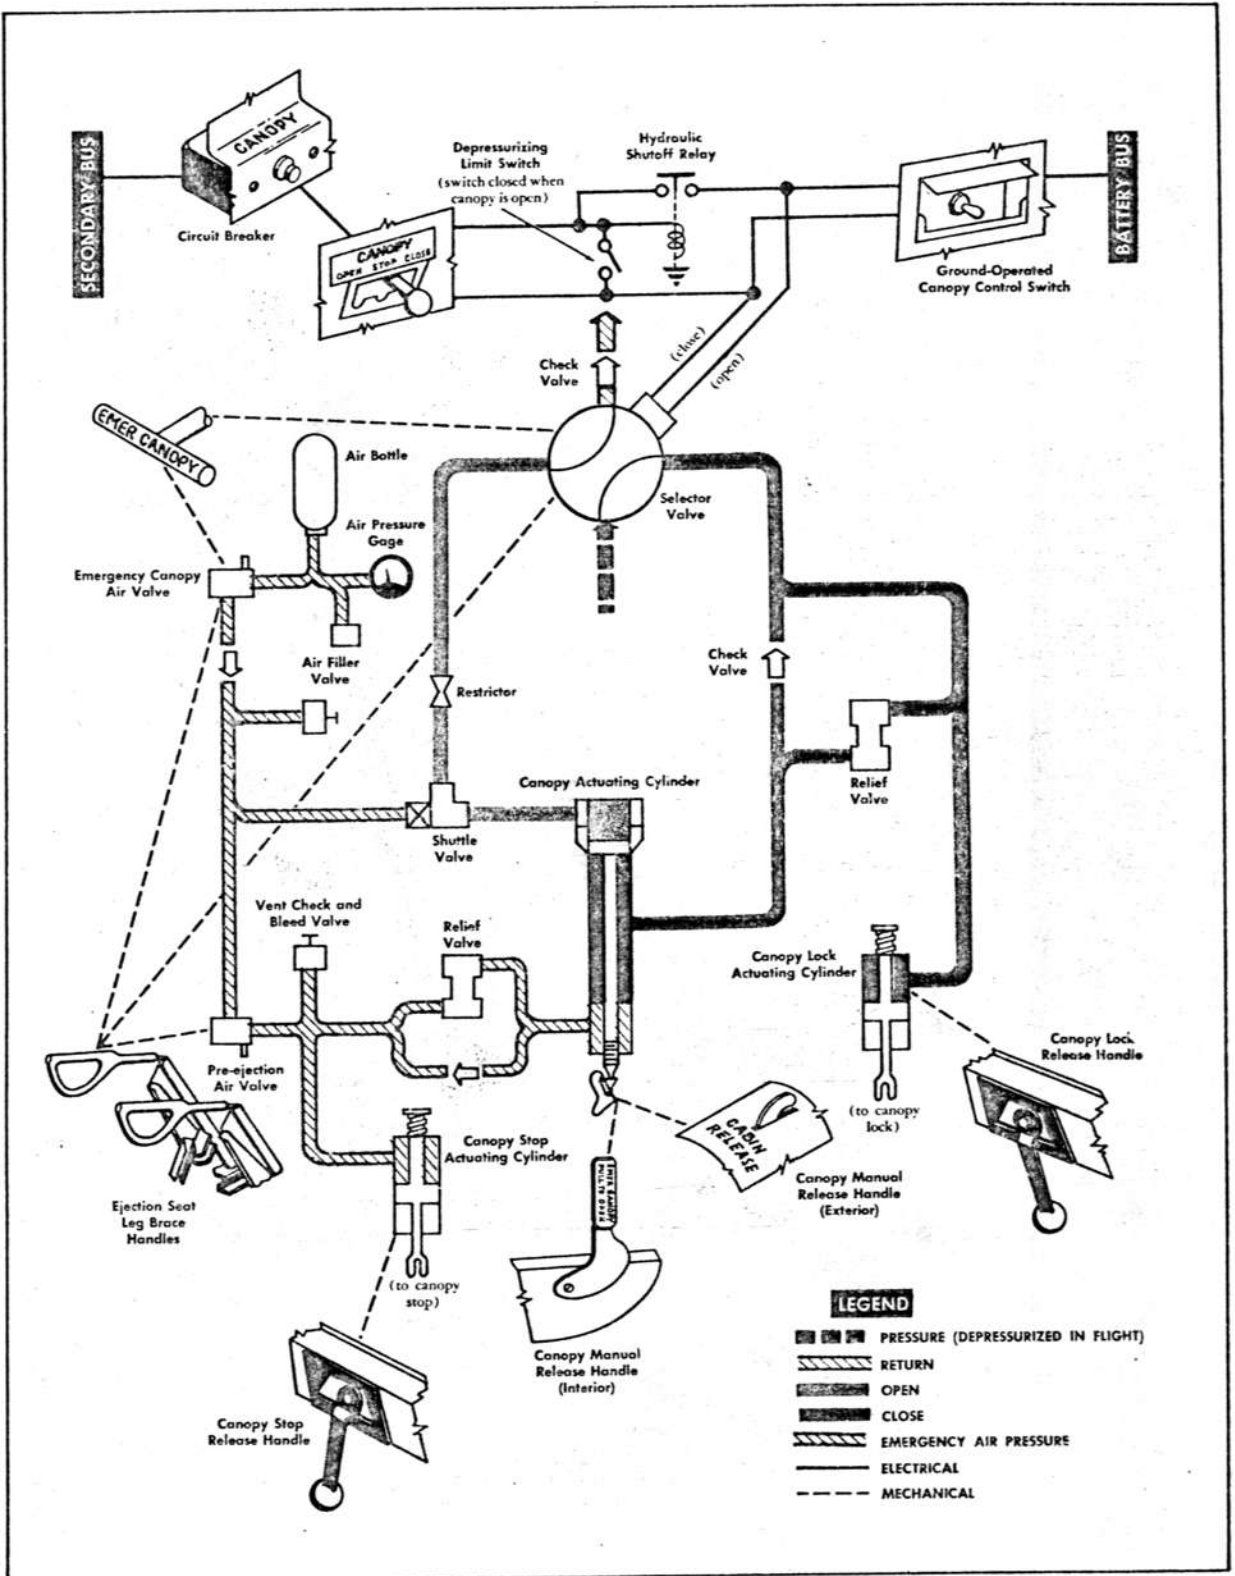 SECONDARY BUS
CANOPY
Circuit Breaker
CANOPY
OPEN STOP CLOSE
Depressurizing
Limit Switch
(switch closed when
canopy is open)
Hydraulic
Shutoff Relay
BATTERY BUS
Ground-Operated
Canopy Control Switch
(close)
(open)
Check
Valve
EMER CANOPY
Air Bottle
Air Pressure
Gage
Selector
Valve
Emergency Canopy
Air Valve
Air Filler
Valve
Restrictor
Check
Valve
Relief
Valve
Canopy Actuating Cylinder
Shuttle
Valve
Vent Check and
Bleed Valve
Relief
Valve
Canopy Lock
Actuating Cylinder
Canopy Lock
Release Handle
(to canopy
lock)
Pre-ejection
Air Valve
Canopy Stop
Actuating Cylinder
CABIN
RELEASE
Canopy Manual
Release Handle
(Exterior)
Ejection Seat
Leg Brace
Handles
(to canopy
stop)
EMER CANOPY
PULL TO OPEN
Canopy Manual
Release Handle
(Interior)
Canopy Stop
Release Handle
LEGEND
PRESSURE (DEPRESSURIZED IN FLIGHT)
RETURN
OPEN
CLOSE
EMERGENCY AIR PRESSURE
ELECTRICAL
MECHANICAL